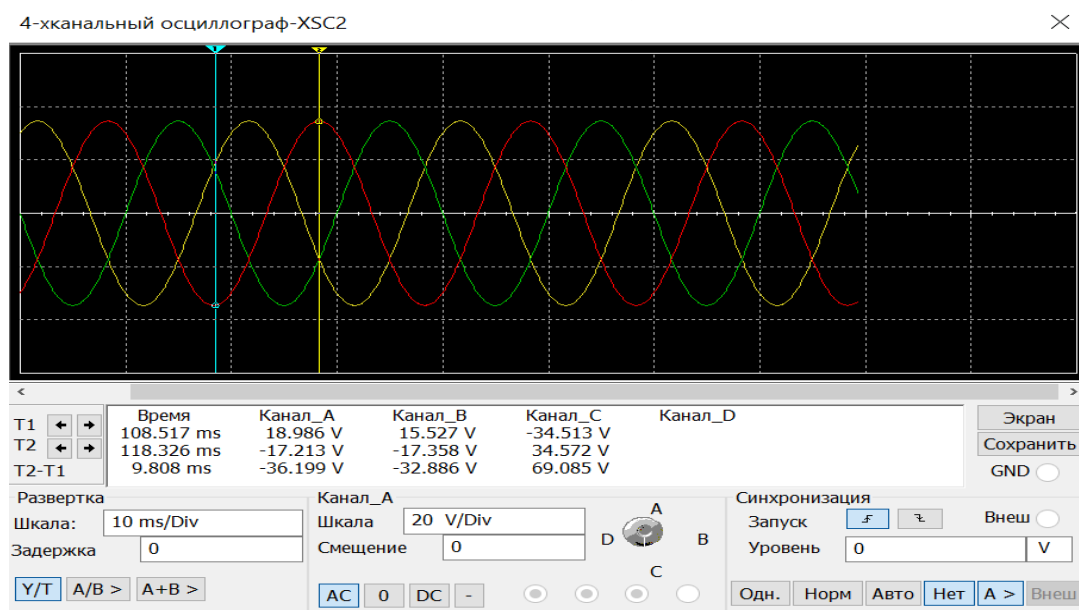 4-хканальный осциллограф-XSC2
Время Канал_A Канал_B Канал_C Канал_D
T1 108.517 ms 18.986 V 15.527 V -34.513 V
T2 118.326 ms -17.213 V -17.358 V 34.572 V
T2-T1 9.808 ms -36.199 V -32.886 V 69.085 V
Экран
Сохранить
GND
Развертка
Шкала: 10 ms/Div
Задержка 0
Y/T A/B > A+B >
Канал_A
Шкала 20 V/Div
Смещение 0
AC 0 DC -
A
D B
C
Синхронизация
Запуск Внеш
Уровень 0 V
Одн. Норм Авто Нет A > Внеш